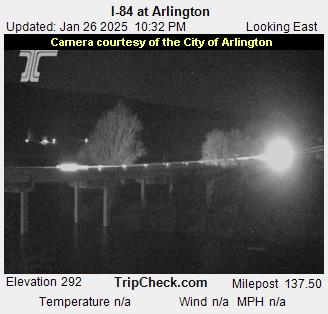 I-84 at Arlington
Updated: Jan 26 2025 10:32 PM Looking East
Camera courtesy of the City of Arlington
Elevation 292 TripCheck.com Milepost 137.50
Temperature n/a Wind n/a MPH n/a